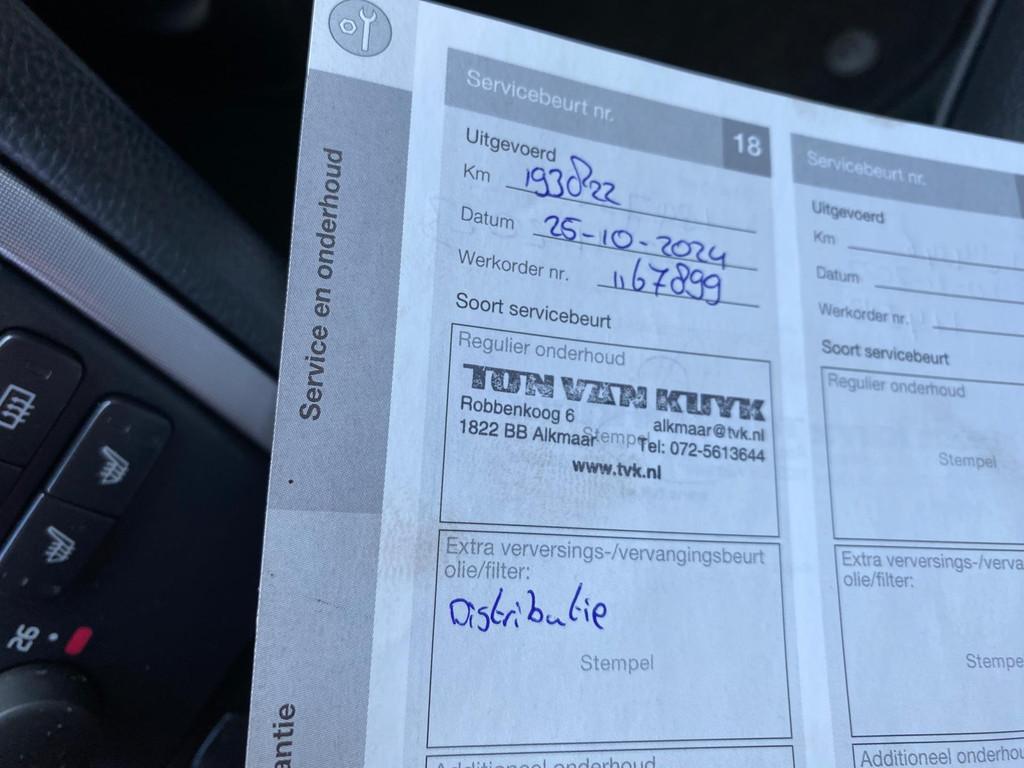 Service en onderhoud
antie
Servicebeurt nr.
18
Uitgevoerd
Km 193822
Datum 25-10-2024
Werkorder nr. 1167899
Soort servicebeurt
Regulier onderhoud
TON VAN KUYK
Robbenkoog 6
alkmaar@tvk.nl
1822 BB Alkmaar
Stempel
Tel: 072-5613644
www.tvk.nl
Extra verversings-/vervangingsbeurt
olie/filter:
Distributie
Stempel
Additioneel onderhoud
Servicebeurt nr.
Uitgevoerd
Km
Datum
Werkorder nr.
Soort servicebeurt
Regulier onderhoud
Stempel
Extra verversings-/verva
olie/filter:
Stempe
Additioneel onderhou
26